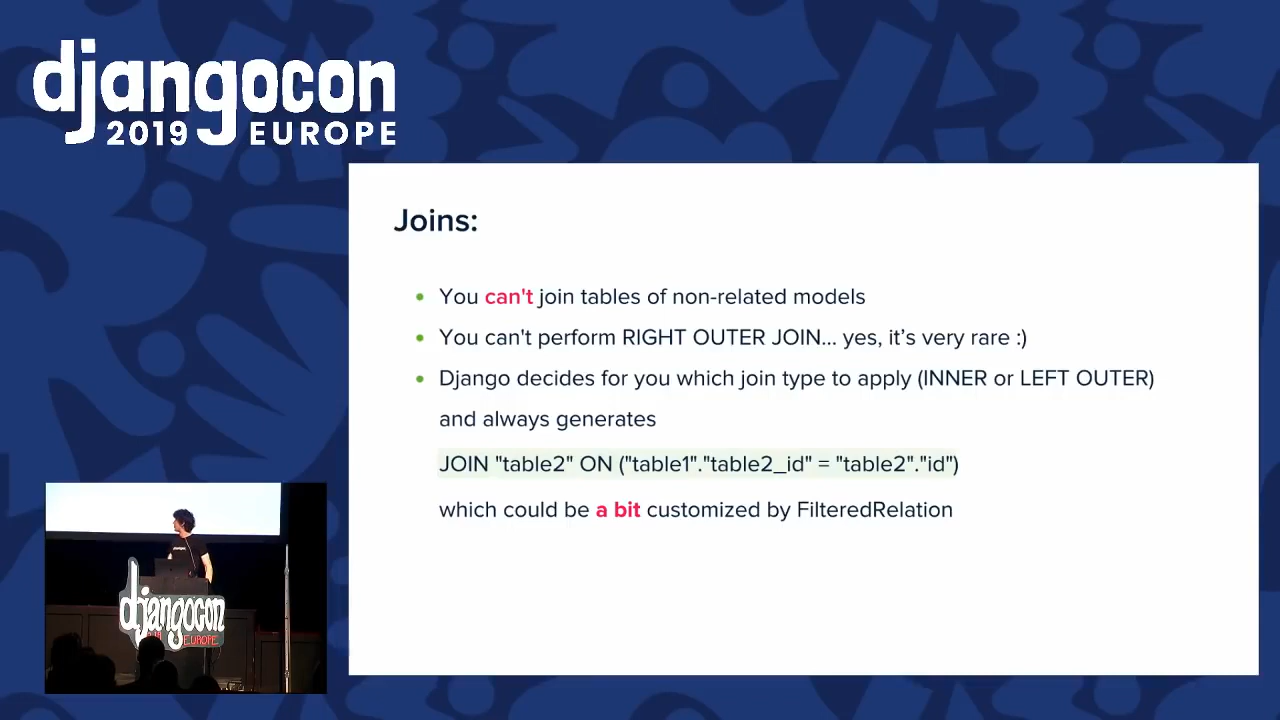 djangocon
2019 EUROPE
Joins:
You can't join tables of non-related models
You can't perform RIGHT OUTER JOIN... yes, it’s very rare :)
Django decides for you which join type to apply (INNER or LEFT OUTER)
and always generates
JOIN "table2" ON ("table1"."table2_id" = "table2"."id")
which could be a bit customized by FilteredRelation
djangocon
EUROPE